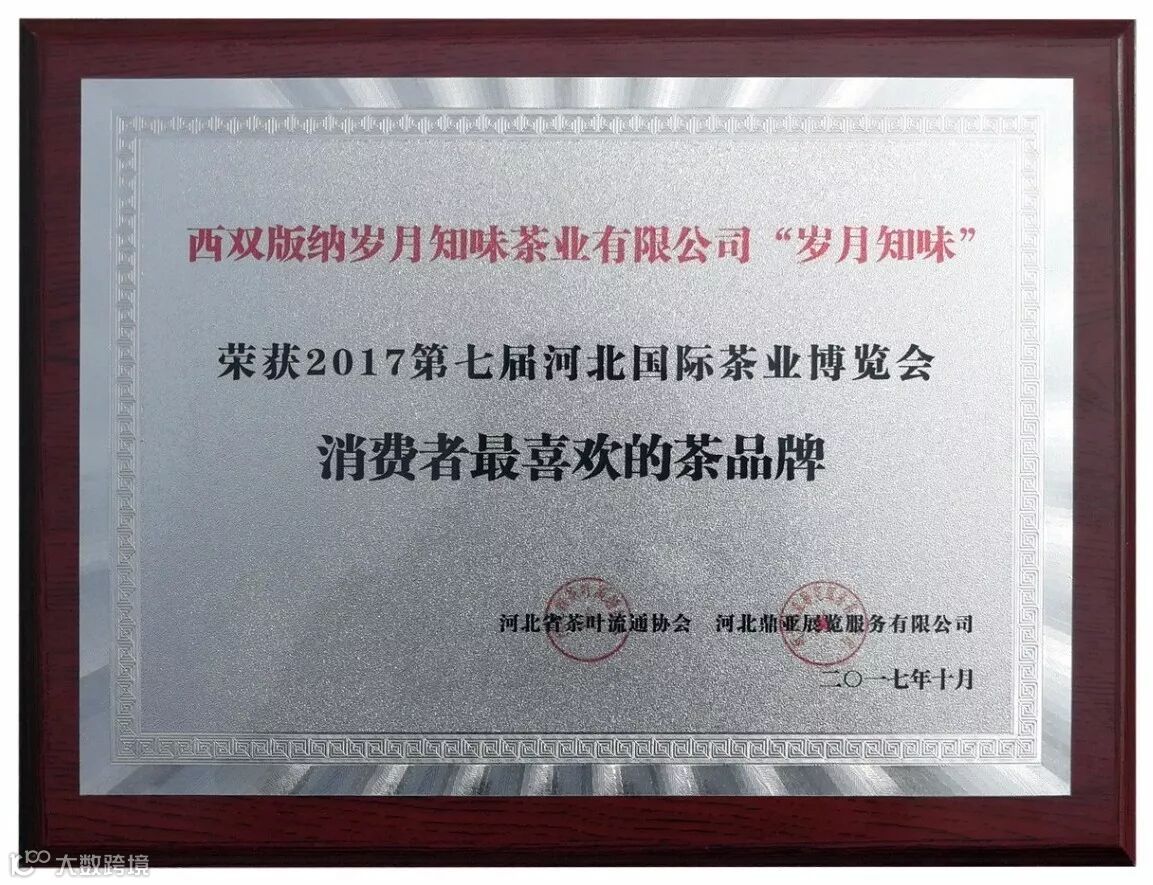 西双版纳岁月知味茶业有限公司“岁月知味”
荣获2017第七届河北国际茶业博览会
消费者最喜欢的茶品牌
河北省茶叶流通协会 河北鼎亚展览服务有限公司
二〇一七年十月
大数跨境